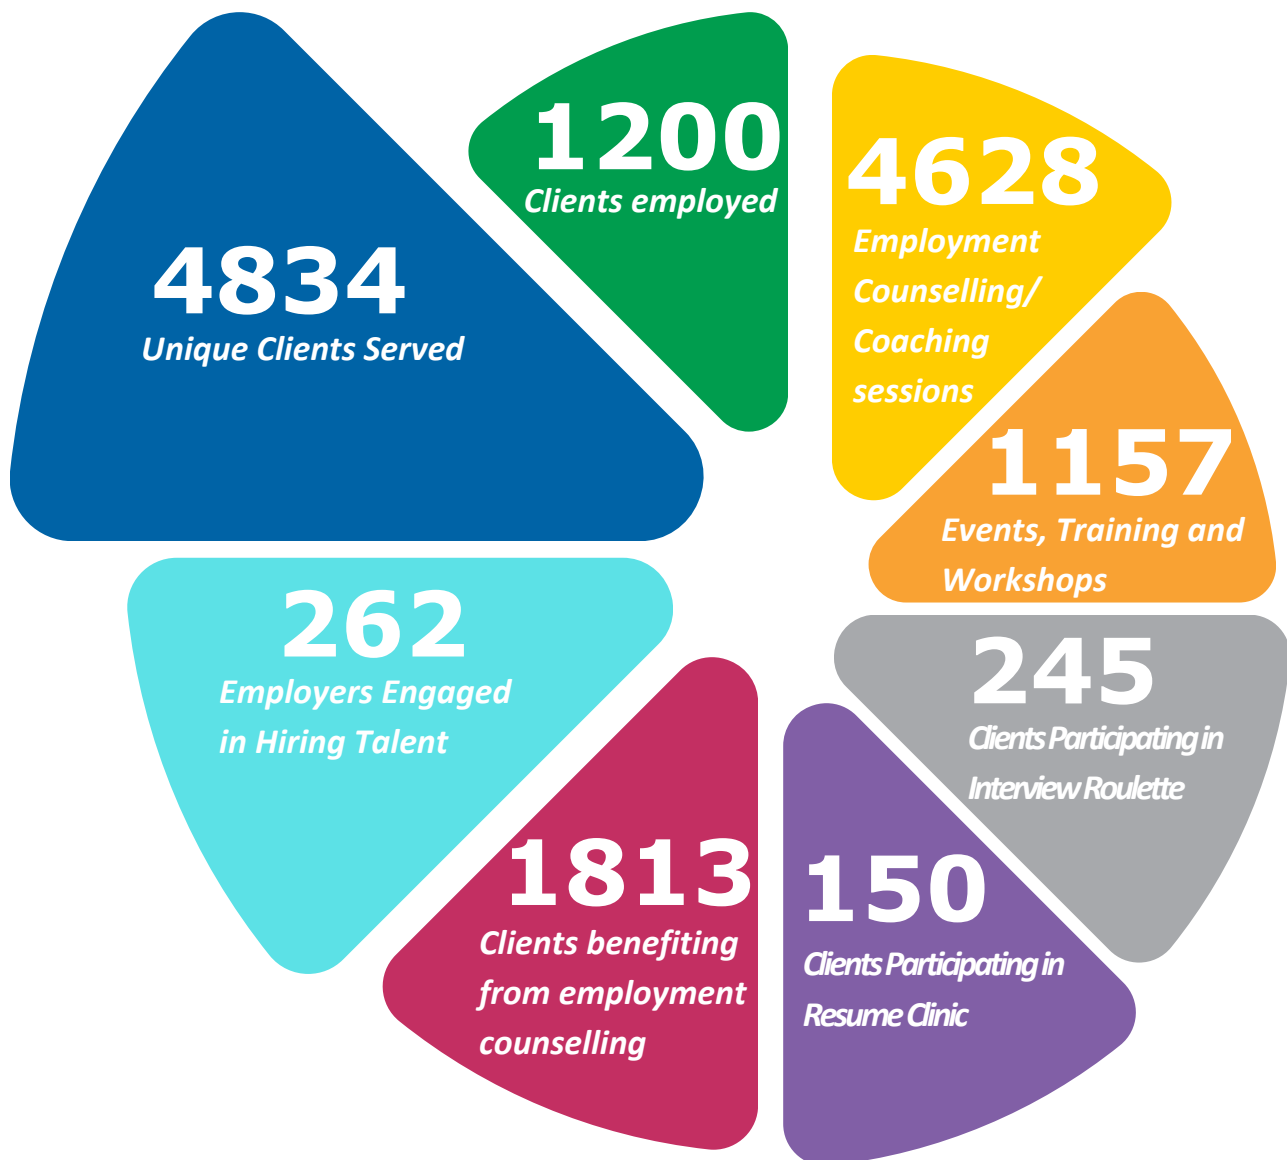 4834
Unique Clients Served
1200
Clients employed
4628
Employment
Counselling/
Coaching
sessions
1157
Events, Training and
Workshops
245
Clients Participating in
Interview Roulette
150
Clients Participating in
Resume Clinic
1813
Clients benefiting
from employment
counselling
262
Employers Engaged
in Hiring Talent